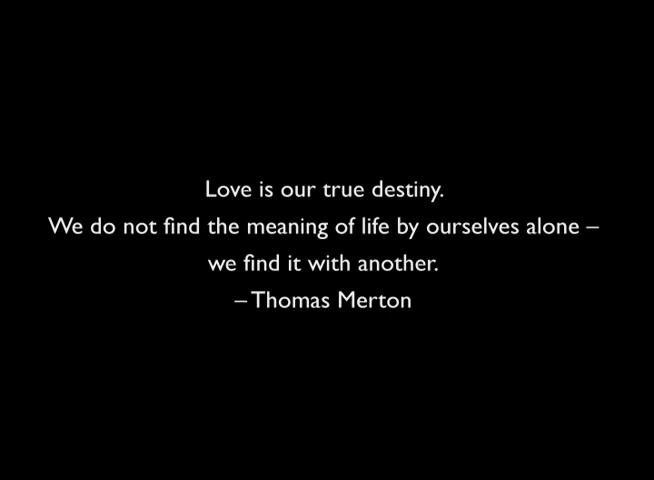 Love is our true destiny.
We do not find the meaning of life by ourselves alone –
we find it with another.
– Thomas Merton